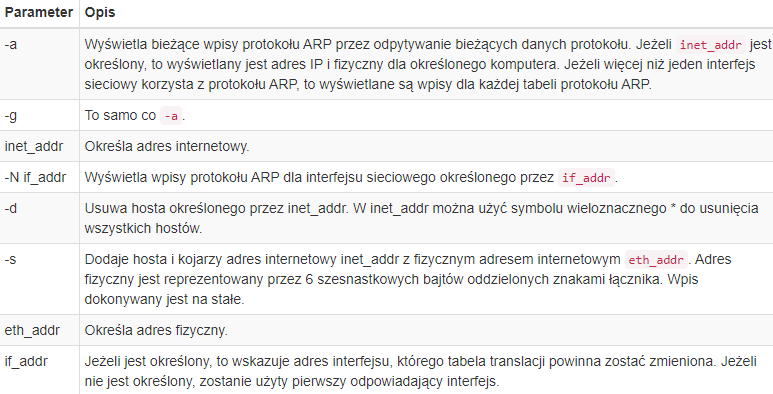 Parameter Opis
-a Wyświetla bieżące wpisy protokołu ARP przez odpytywanie bieżących danych protokołu. Jeżeli inet_addr jest
określony, to wyświetlany jest adres IP i fizyczny dla określonego komputera. Jeżeli więcej niż jeden interfejs
sieciowy korzysta z protokołu ARP, to wyświetlane są wpisy dla każdej tabeli protokołu ARP.
-g To samo co -a.
inet_addr Określa adres internetowy.
-N if_addr Wyświetla wpisy protokołu ARP dla interfejsu sieciowego określonego przez if_addr.
-d Usuwa hosta określonego przez inet_addr. W inet_addr można użyć symbolu wieloznacznego * do usunięcia
wszystkich hostów.
-s Dodaje hosta i kojarzy adres internetowy inet_addr z fizycznym adresem internetowym eth_addr. Adres
fizyczny jest reprezentowany przez 6 szesnastkowych bajtów oddzielonych znakami łącznika. Wpis
dokonywany jest na stałe.
eth_addr Określa adres fizyczny.
if_addr Jeżeli jest określony, to wskazuje adres interfejsu, którego tabela translacji powinna zostać zmieniona. Jeżeli
nie jest określony, zostanie użyty pierwszy odpowiadający interfejs.